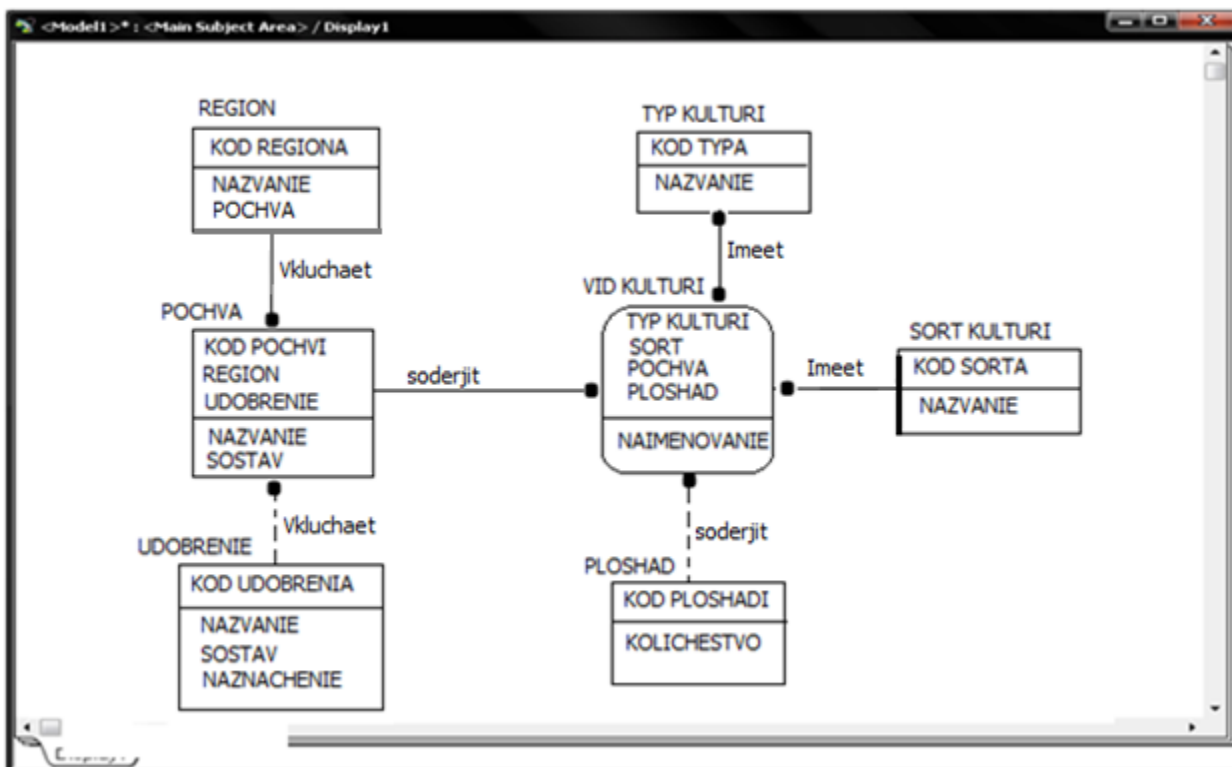 <Model1>* : <Main Subject Area> / Display1
REGION
KOD REGIONA
NAZVANIE
POCHVA
Vkluchaet
POCHVA
KOD POCHVI
REGION
UDOBRENIE
NAZVANIE
SOSTAV
Vkluchaet
UDOBRENIE
KOD UDOBRENIA
NAZVANIE
SOSTAV
NAZNACHENIE
soderjit
TYP KULTURI
KOD TYPA
NAZVANIE
Imeet
VID KULTURI
TYP KULTURI
SORT
POCHVA
PLOSHAD
NAIMENOVANIE
Imeet
SORT KULTURI
KOD SORTA
NAZVANIE
soderjit
PLOSHAD
KOD PLOSHADI
KOLICHESTVO